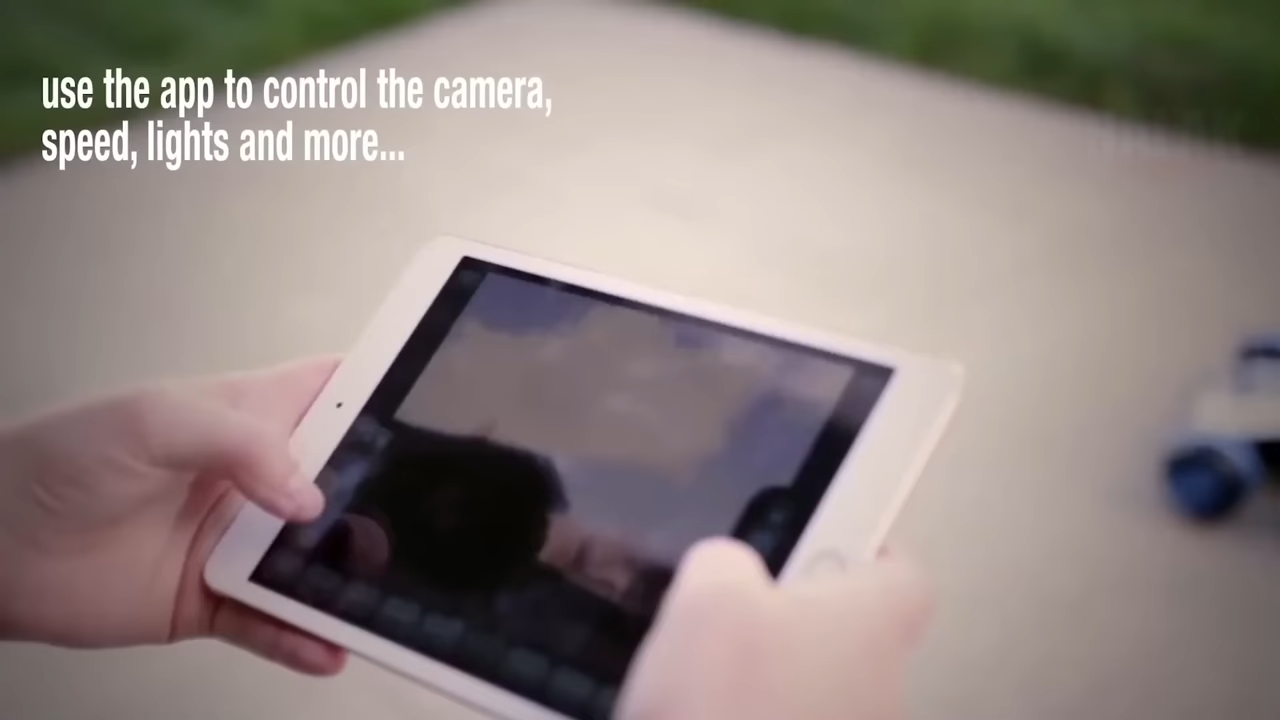 use the app to control the camera,
speed, lights and more...